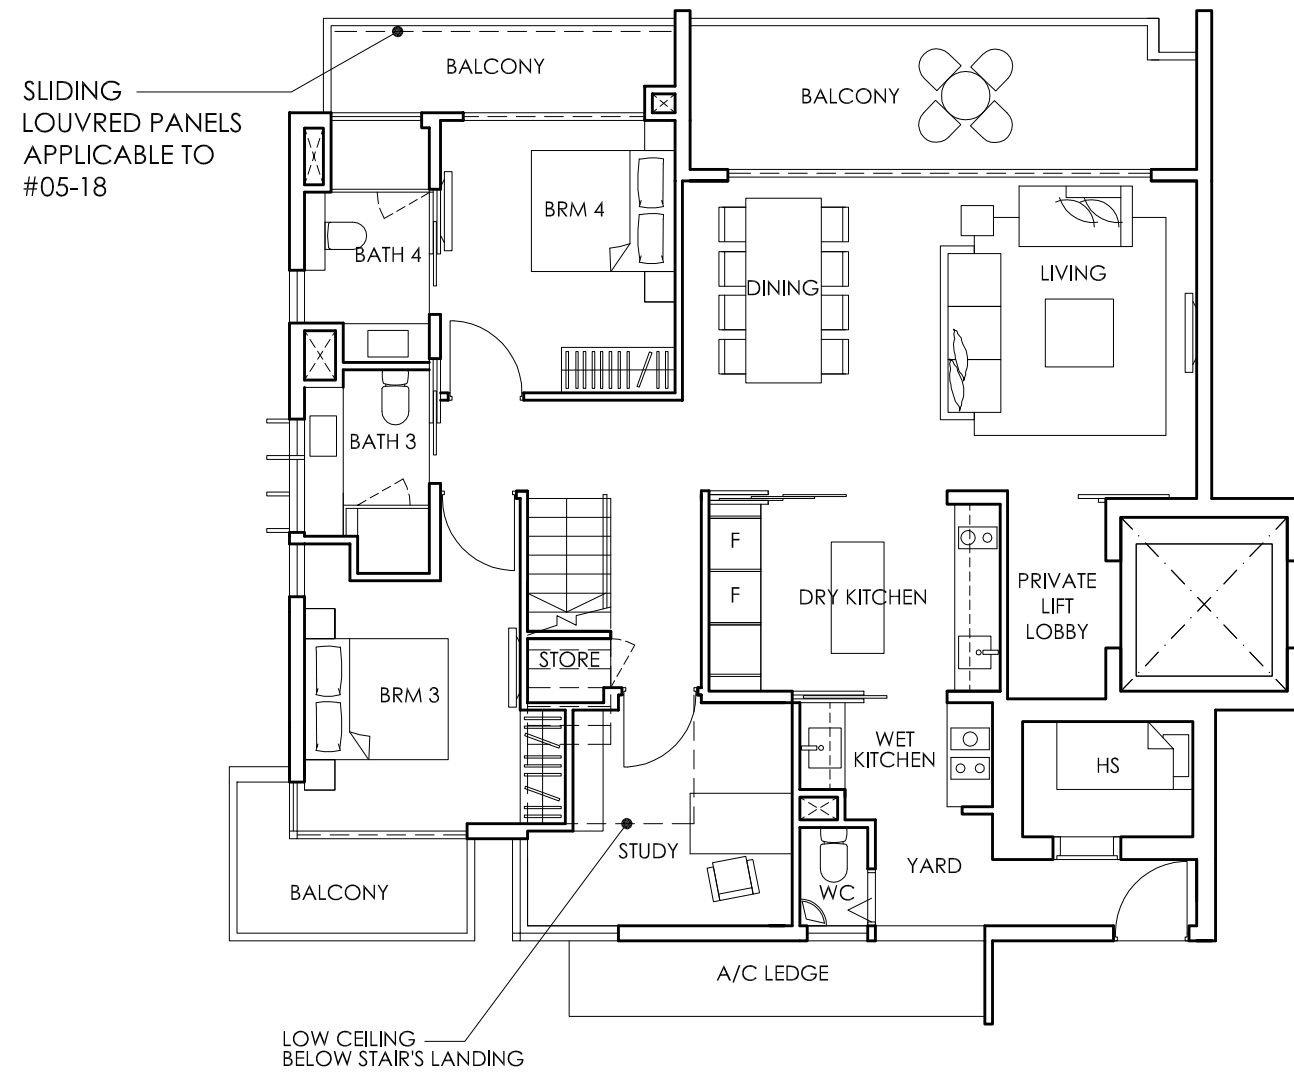 BALCONY
SLIDING
LOUVRED PANELS
APPLICABLE TO
#05-18
BALCONY
BRM 4
BATH 4
DINING
LIVING
BATH 3
F
F
DRY KITCHEN
PRIVATE
LIFT
LOBBY
STORE
BRM 3
WET
KITCHEN
HS
STUDY
YARD
WC
BALCONY
A/C LEDGE
LOW CEILING
BELOW STAIR'S LANDING